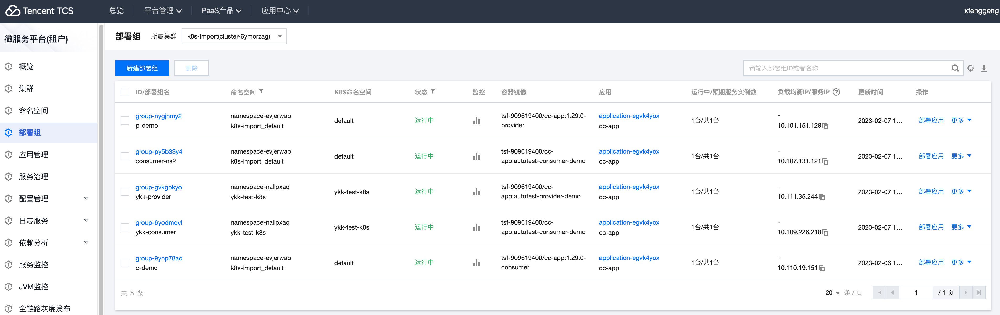 Tencent TCS
总览
平台管理
PaaS产品
应用中心
xfenggeng
微服务平台(租户)
概览
集群
命名空间
部署组
应用管理
服务治理
配置管理
日志服务
依赖分析
服务监控
JVM监控
全链路灰度发布
部署组
所属集群
k8s-import(cluster-6ymorzag)
新建部署组
删除
请输入部署组ID或者名称
ID/部署组名
命名空间
K8S命名空间
状态
监控
容器镜像
应用
运行中/预期服务实例数
负载均衡IP/服务IP
更新时间
操作
group-nygjnmy2
p-demo
namespace-evjerwab
k8s-import_default
default
运行中
tsf-909619400/cc-app:1.29.0-
provider
application-egvk4yox
cc-app
1台/共1台
-
10.101.151.128
2023-02-07 1...
部署应用
更多
group-py5b33y4
consumer-ns2
namespace-evjerwab
k8s-import_default
default
运行中
tsf-909619400/cc-
app:autotest-consumer-demo
application-egvk4yox
cc-app
1台/共1台
-
10.107.131.121
2023-02-07 1...
部署应用
更多
group-gvkgokyo
ykk-provider
namespace-nallpxaq
ykk-test-k8s
ykk-test-k8s
运行中
tsf-909619400/cc-
app:autotest-provider-demo
application-egvk4yox
cc-app
1台/共1台
-
10.111.35.244
2023-02-07 1...
部署应用
更多
group-6yodmqvl
ykk-consumer
namespace-nallpxaq
ykk-test-k8s
ykk-test-k8s
运行中
tsf-909619400/cc-
app:autotest-consumer-demo
application-egvk4yox
cc-app
1台/共1台
-
10.109.226.218
2023-02-07 1...
部署应用
更多
group-9ynp78ad
c-demo
namespace-evjerwab
k8s-import_default
default
运行中
tsf-909619400/cc-app:1.29.0-
consumer
application-egvk4yox
cc-app
1台/共1台
-
10.110.19.151
2023-02-06 1...
部署应用
更多
共 5 条
20
条 / 页
1
/ 1 页